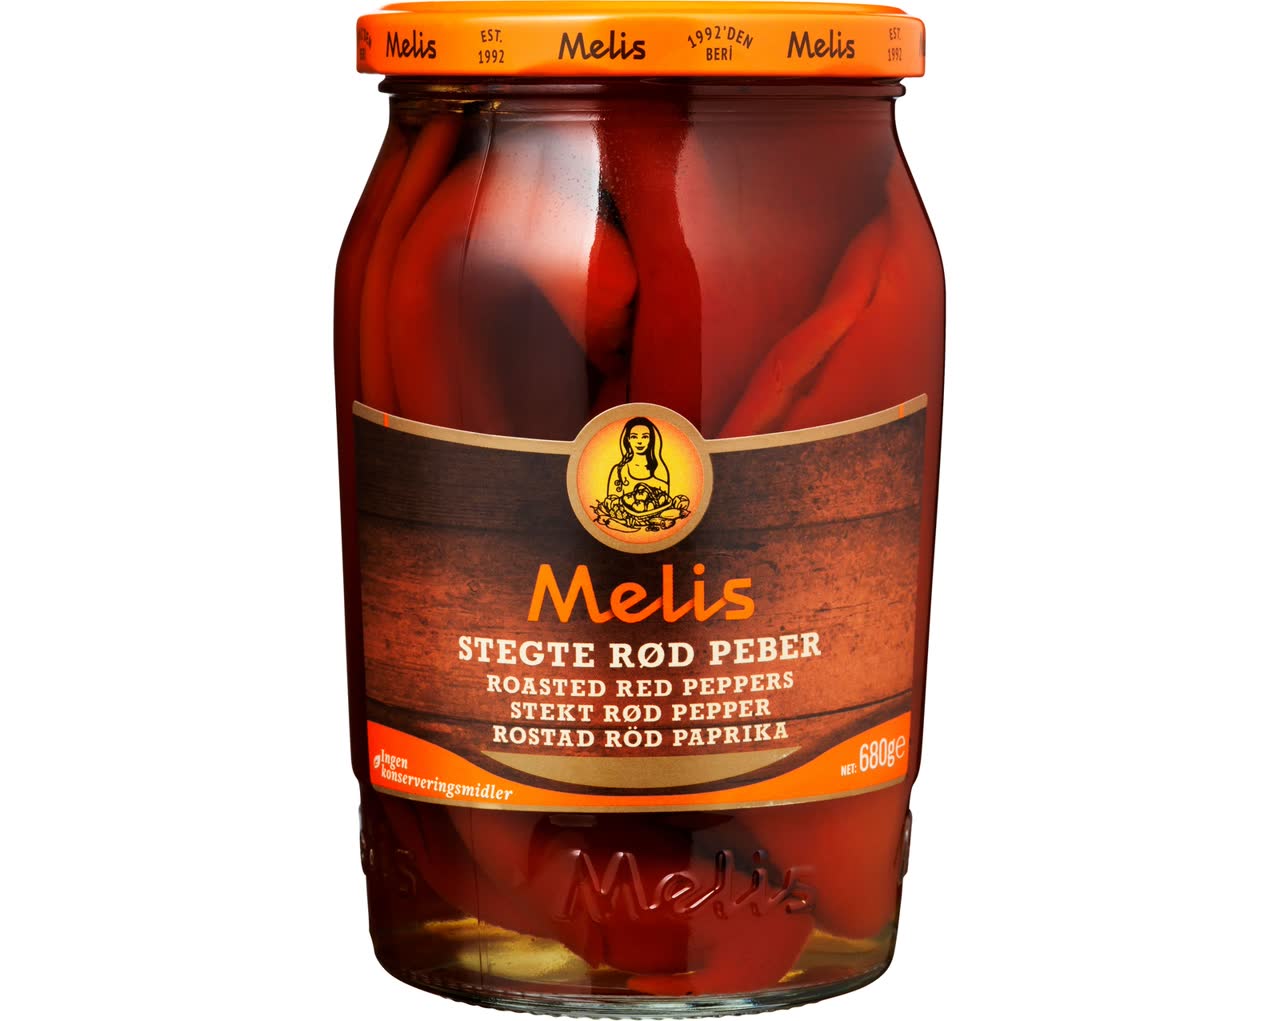 Melis
EST.
1992
Melis
1992'DEN
BERİ
Melis
EST.
1992
Melis
STEGTE RØD PEBER
ROASTED RED PEPPERS
STEKT RØD PEPPER
ROSTAD RÖD PAPRIKA
Ingen
konserveringsmidler
NET: 680g℮
Melis